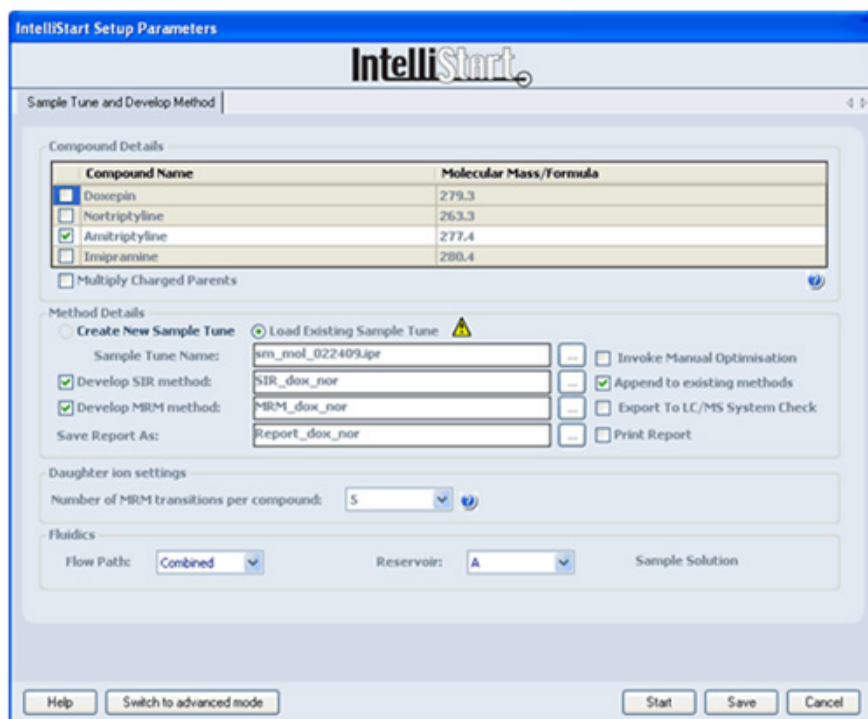 IntelliStart Setup Parameters
IntelliStart
Sample Tune and Develop Method
Compound Details
Compound Name Molecular Mass/Formula
Doxepin 279.3
Nortriptyline 263.3
Amitriptyline 277.4
Imipramine 280.4
Multiply Charged Parents
Method Details
Create New Sample Tune Load Existing Sample Tune
Sample Tune Name: sm_mol_022409.ipr ... Invoke Manual Optimisation
Develop SIR method: SIR_dox_nor ... Append to existing methods
Develop MRM method: MRM_dox_nor ... Export To LC/MS System Check
Save Report As: Report_dox_nor ... Print Report
Daughter ion settings
Number of MRM transitions per compound: 5
Fluidics
Flow Path: Combined Reservoir: A Sample Solution
Help Switch to advanced mode Start Save Cancel